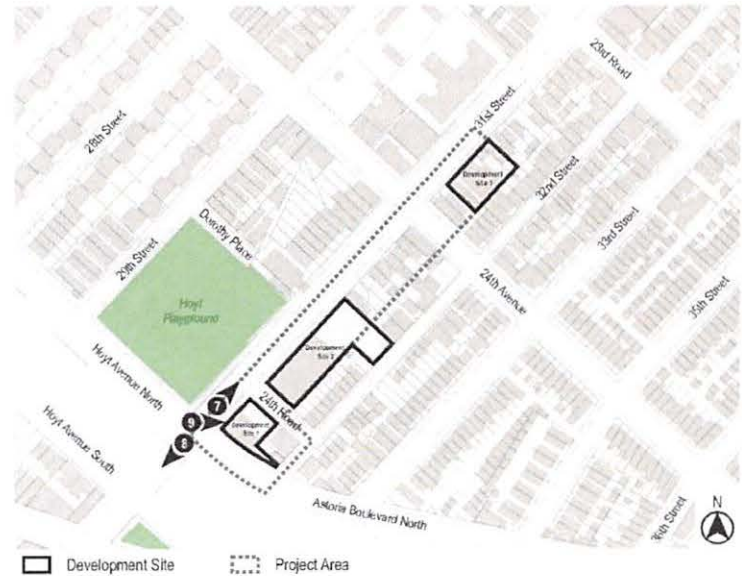 23rd Road
31st Street
28th Street
Development
Site 3
32nd Street
33rd Street
Dorothy Place
29th Street
24th Avenue
35th Street
Hoyt
Playground
Development
Site 2
Hoyt Avenue North
7
24th Road
9
Development
Site 1
8
Hoyt Avenue South
Astoria Boulevard North
36th Street
N
Development Site
Project Area